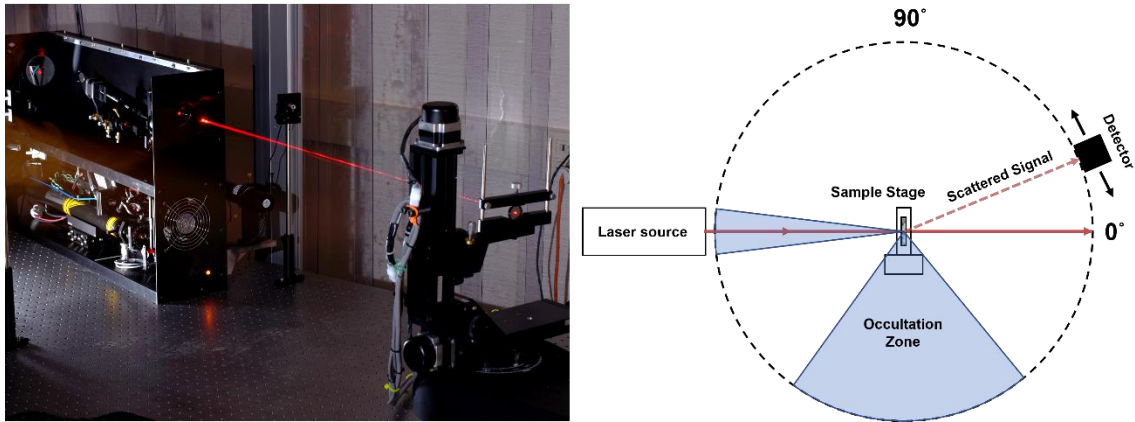 90°
Detector
Scattered Signal
Sample Stage
Laser source
0°
Occultation
Zone